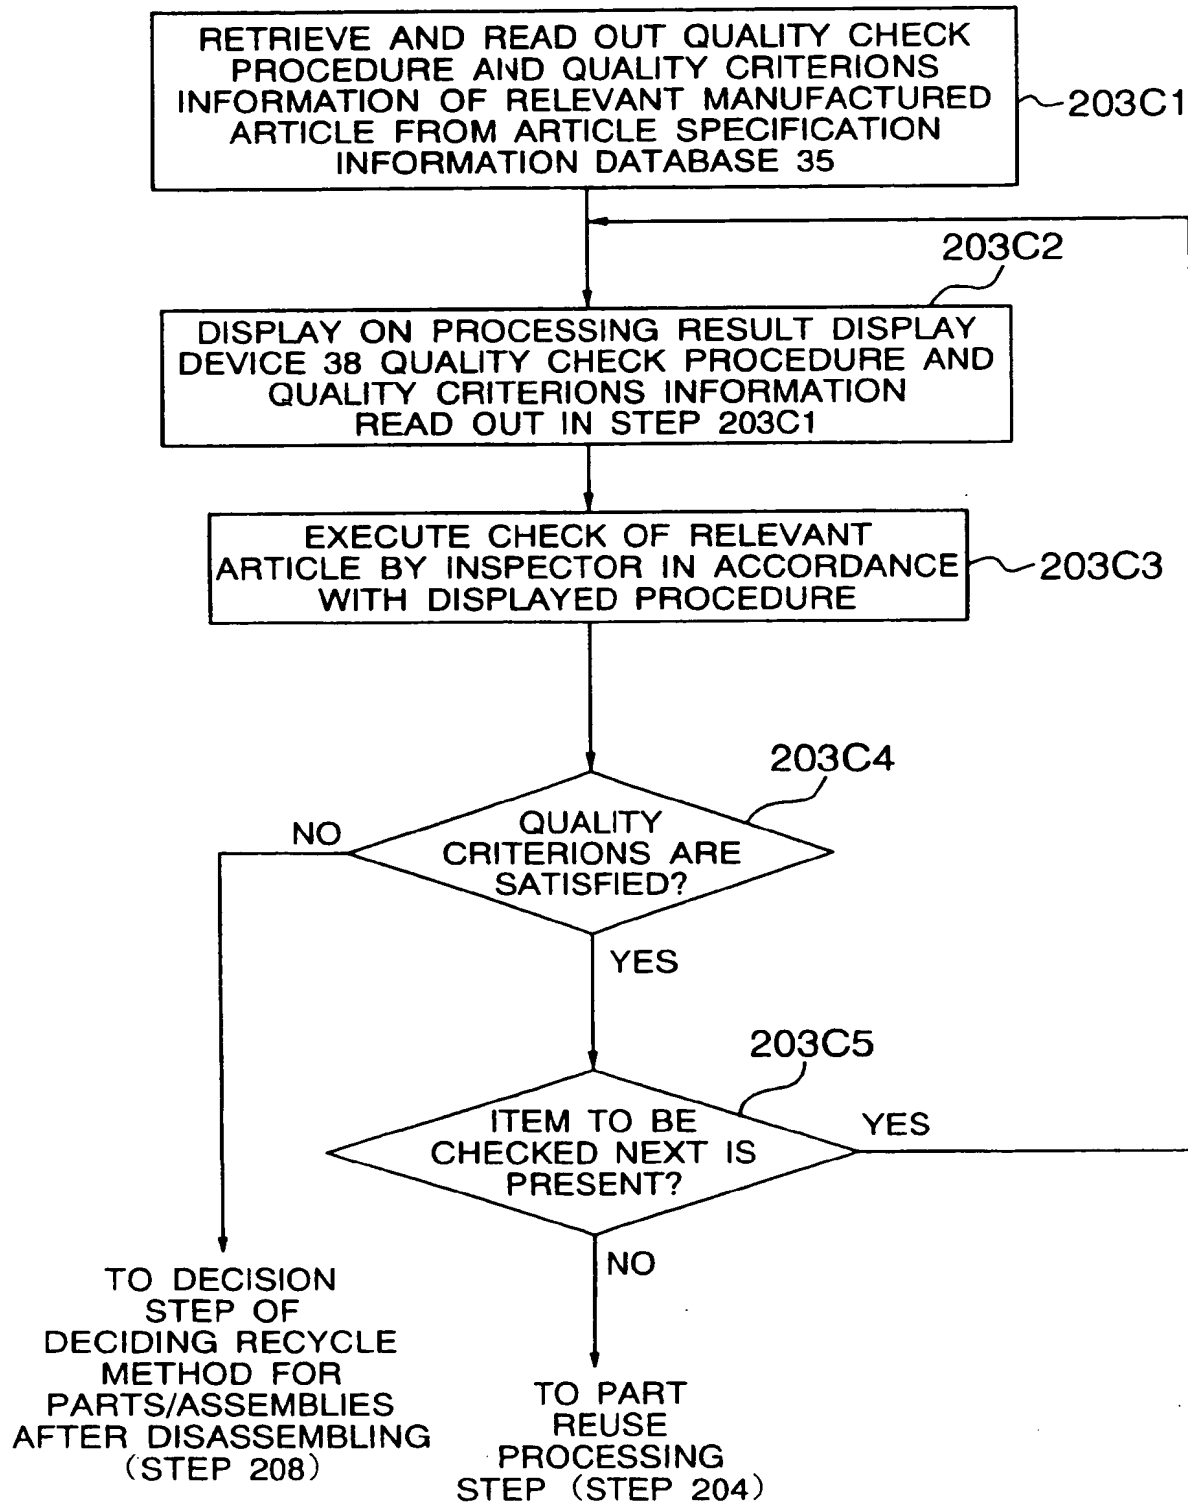 RETRIEVE AND READ OUT QUALITY CHECK
PROCEDURE AND QUALITY CRITERIONS
INFORMATION OF RELEVANT MANUFACTURED
ARTICLE FROM ARTICLE SPECIFICATION
INFORMATION DATABASE 35
203C1
203C2
DISPLAY ON PROCESSING RESULT DISPLAY
DEVICE 38 QUALITY CHECK PROCEDURE AND
QUALITY CRITERIONS INFORMATION
READ OUT IN STEP 203C1
EXECUTE CHECK OF RELEVANT
ARTICLE BY INSPECTOR IN ACCORDANCE
WITH DISPLAYED PROCEDURE
203C3
203C4
QUALITY
CRITERIONS ARE
SATISFIED?
NO
YES
203C5
ITEM TO BE
CHECKED NEXT IS
PRESENT?
YES
NO
TO DECISION
STEP OF
DECIDING RECYCLE
METHOD FOR
PARTS/ASSEMBLIES
AFTER DISASSEMBLING
(STEP 208)
TO PART
REUSE
PROCESSING
STEP (STEP 204)